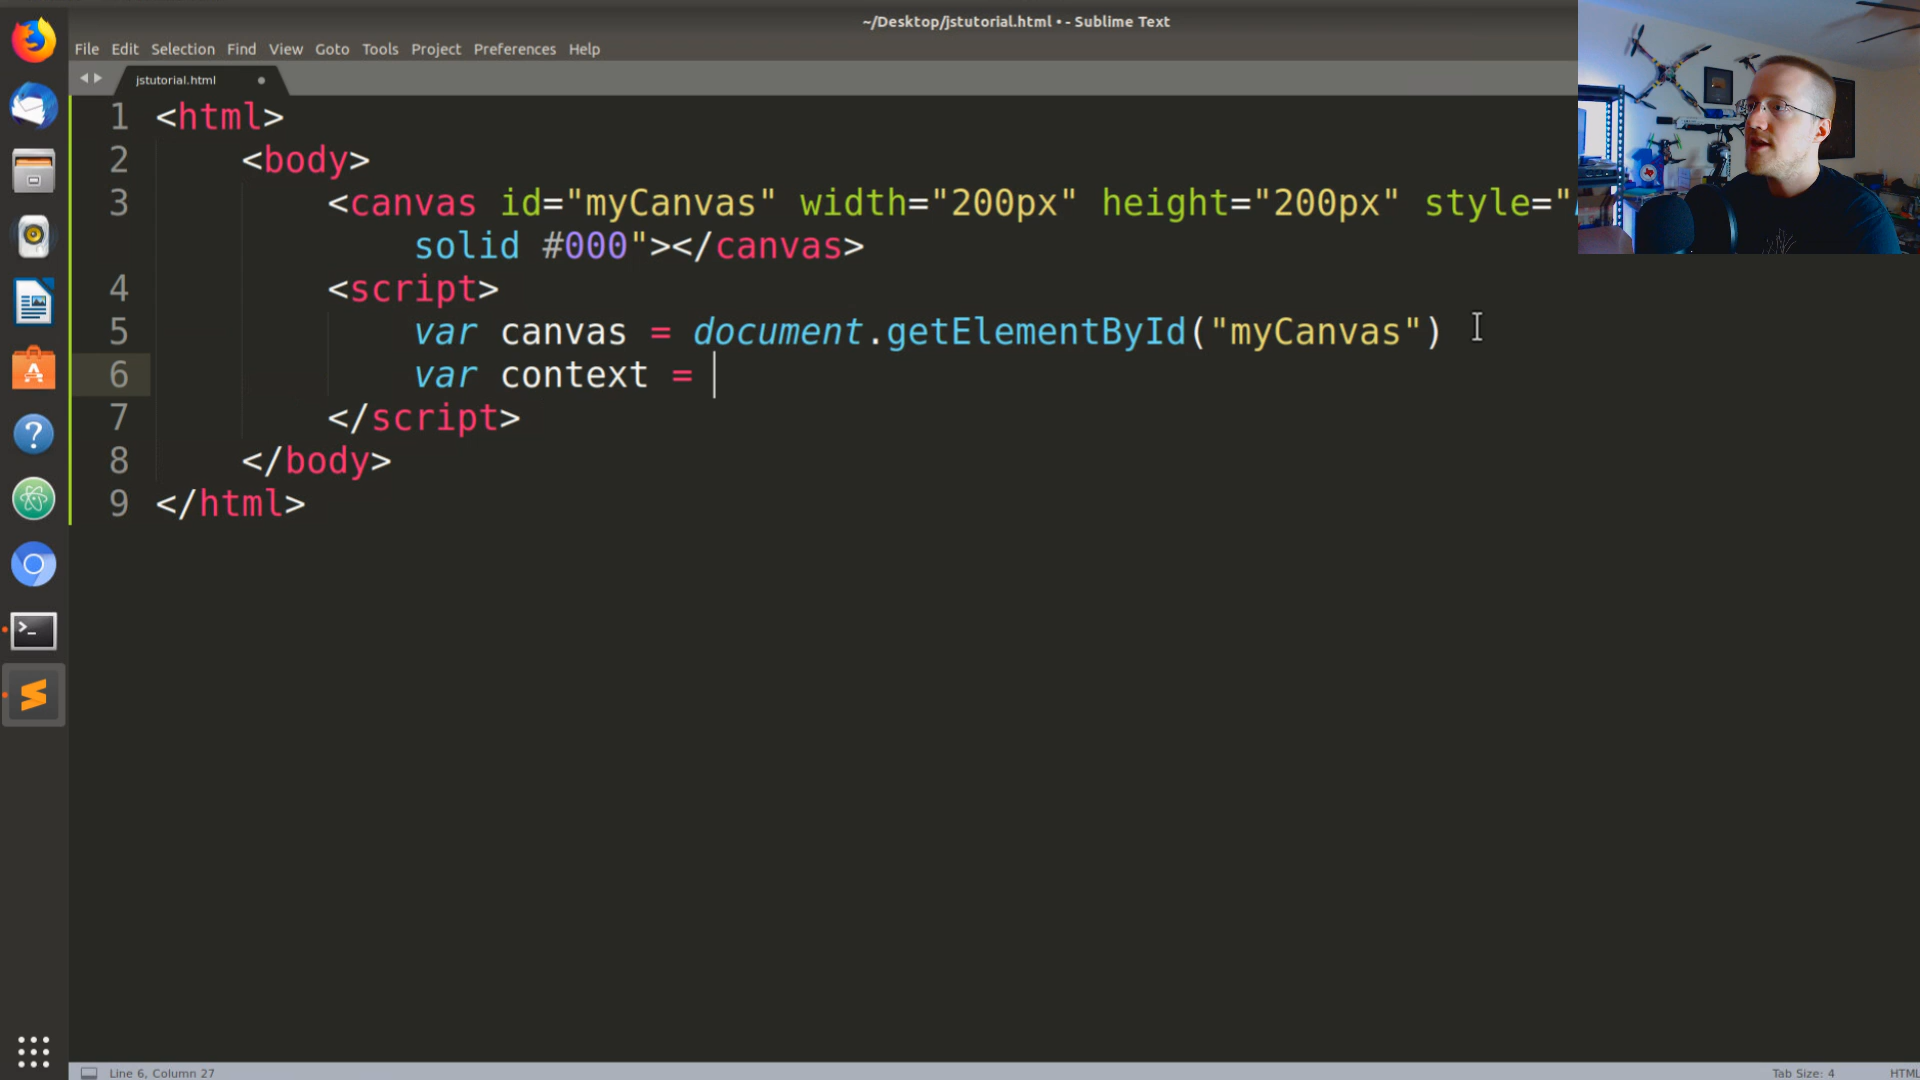 ~/Desktop/jstutorial.html • - Sublime Text
File Edit Selection Find View Goto Tools Project Preferences Help
jstutorial.html
1 <html>
2 <body>
3 <canvas id="myCanvas" width="200px" height="200px" style="
solid #000"></canvas>
4 <script>
5 var canvas = document.getElementById("myCanvas")
6 var context =
7 </script>
8 </body>
9 </html>
Line 6, Column 27
Tab Size: 4
HTML